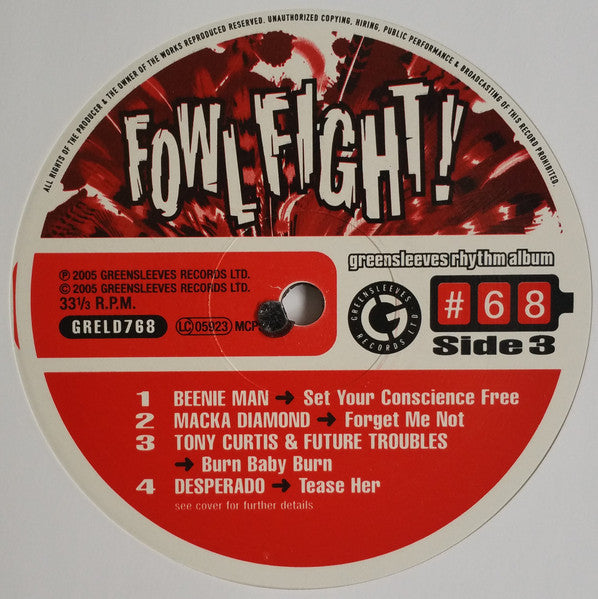 ALL RIGHTS OF THE PRODUCER & THE OWNER OF THE WORKS REPRODUCED RESERVED. UNAUTHORIZED COPYING, HIRING, PUBLIC PERFORMANCE & BROADCASTING OF THIS RECORD PROHIBITED.
FOWL FIGHT!
greensleeves rhythm album
℗ 2005 GREENSLEEVES RECORDS LTD.
© 2005 GREENSLEEVES RECORDS LTD.
33⅓ R.P.M.
GRELD768
LC 05923 MCP
GREENSLEEVES
RECORDS LTD
G
#68
Side 3
1 BEENIE MAN → Set Your Conscience Free
2 MACKA DIAMOND → Forget Me Not
3 TONY CURTIS & FUTURE TROUBLES
→ Burn Baby Burn
4 DESPERADO → Tease Her
see cover for further details